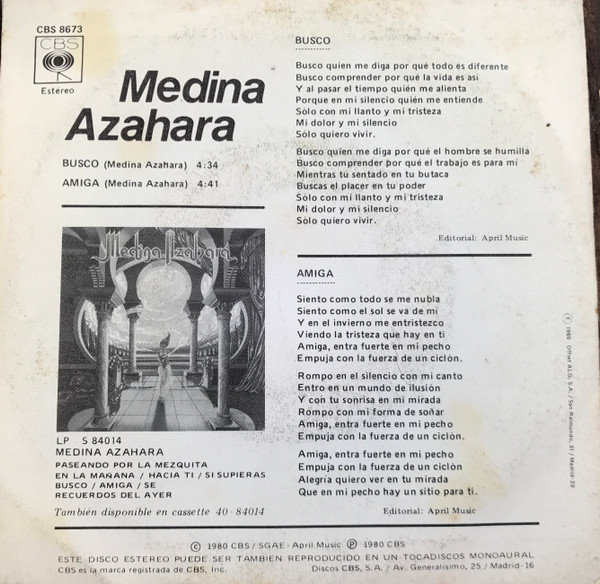 CBS 8673
CBS
Estereo
Medina
Azahara
BUSCO (Medina Azahara) 4:34
AMIGA (Medina Azahara) 4:41
Medina Azahara
LP S 84014
MEDINA AZAHARA
PASEANDO POR LA MEZQUITA
EN LA MAÑANA / HACIA TI / SI SUPIERAS
BUSCO / AMIGA / SE
RECUERDOS DEL AYER
También disponible en cassette 40 - 84014
BUSCO
Busco quien me diga por qué todo es diferente
Busco comprender por qué la vida es asi
Y al pasar el tiempo quién me alienta
Porque en mi silencio quién me entiende
Sólo con mi llanto y mi tristeza
Mi dolor y mi silencio
Sólo quiero vivir.
Busco quien me diga por qué el hombre se humilla
Busco comprender por qué el trabajo es para mí
Mientras tú sentado en tu butaca
Buscas el placer en tu poder
Sólo con mi llanto y mi tristeza
Mi dolor y mi silencio
Sólo quiero vivir.
Editorial: April Music
AMIGA
Siento como todo se me nubla
Siento como el sol se va de mí
Y en el invierno me entristezco
Viendo la tristeza que hay en ti
Amiga, entra fuerte en mi pecho
Empuja con la fuerza de un ciclón.
Rompo en el silencio con mi canto
Entro en un mundo de ilusión
Y con tu sonrisa en mi mirada
Rompo con mi forma de soñar
Amiga, entra fuerte en mi pecho
Empuja con la fuerza de un ciclón.
Amiga, entra fuerte en mi pecho
Empuja con la fuerza de un ciclón
Alegría quiero ver en tu mirada
Que en mi pecho hay un sitio para ti.
Editorial: April Music
1980 Offset ALG, S.A. / San Raimundo, 31 / Madrid-20
© 1980 CBS / SGAE - April Music ℗ 1980 CBS
ESTE DISCO ESTEREO PUEDE SER TAMBIEN REPRODUCIDO EN UN TOCADISCOS MONOAURAL
CBS es la marca registrada de CBS, Inc. Discos CBS, S.A. / Av. Generalísimo, 25 / Madrid-16